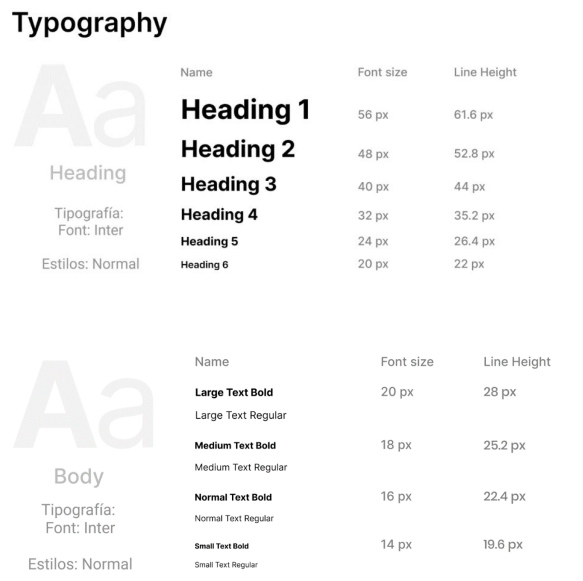 Typography
Aa
Heading
Tipografía:
Font: Inter
Estilos: Normal
Name Font size Line Height
Heading 1 56 px 61.6 px
Heading 2 48 px 52.8 px
Heading 3 40 px 44 px
Heading 4 32 px 35.2 px
Heading 5 24 px 26.4 px
Heading 6 20 px 22 px
Aa
Body
Tipografía:
Font: Inter
Estilos: Normal
Name Font size Line Height
Large Text Bold 20 px 28 px
Large Text Regular
Medium Text Bold 18 px 25.2 px
Medium Text Regular
Normal Text Bold 16 px 22.4 px
Normal Text Regular
Small Text Bold 14 px 19.6 px
Small Text Regular